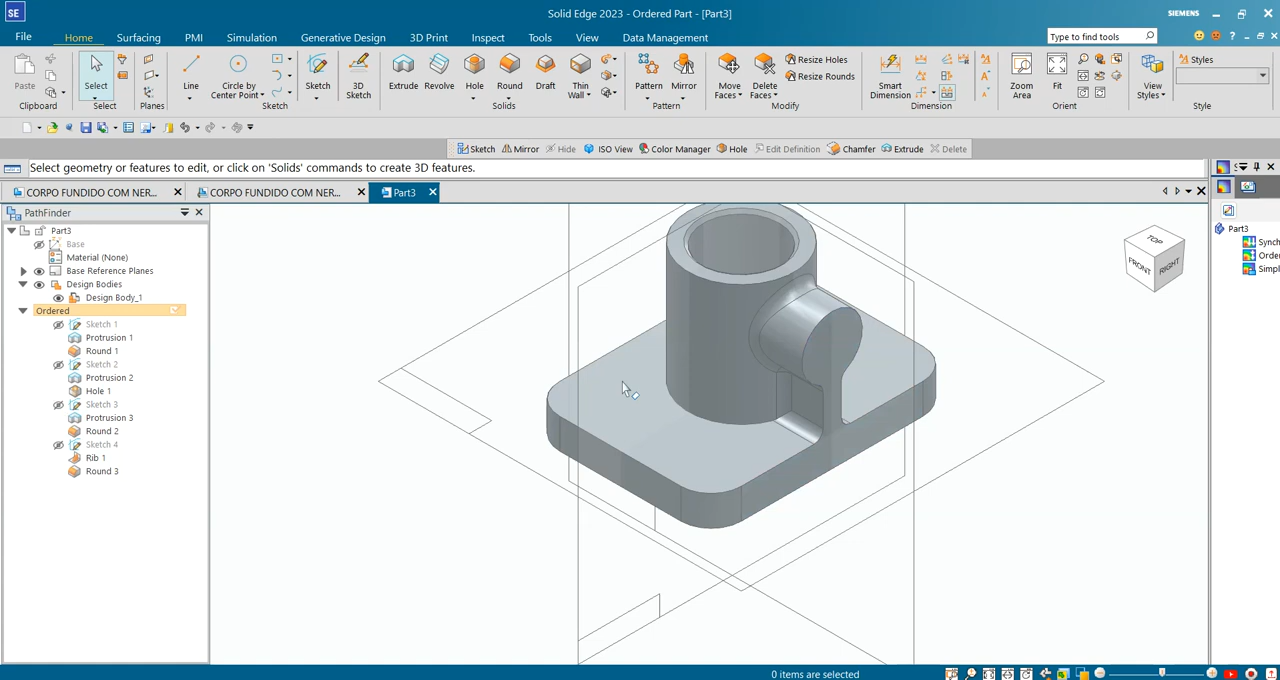 SE
Solid Edge 2023 - Ordered Part - [Part3]
SIEMENS
File Home Surfacing PMI Simulation Generative Design 3D Print Inspect Tools View Data Management
Type to find tools
Paste
Clipboard
Select
Select
Planes
Line
Circle by Center Point
Sketch
Sketch
3D Sketch
Extrude Revolve Hole Round Draft Thin Wall
Solids
Pattern Mirror
Pattern
Move Faces Delete Faces
Resize Holes
Resize Rounds
Modify
Smart Dimension
Dimension
Zoom Area
Fit
Orient
View Styles
Styles
Style
Sketch Mirror Hide ISO View Color Manager Hole Edit Definition Chamfer Extrude Delete
Select geometry or features to edit, or click on 'Solids' commands to create 3D features.
CORPO FUNDIDO COM NER... CORPO FUNDIDO COM NER... Part3
PathFinder
Part3
Base
Material (None)
Base Reference Planes
Design Bodies
Design Body_1
Ordered
Sketch 1
Protrusion 1
Round 1
Sketch 2
Protrusion 2
Hole 1
Sketch 3
Protrusion 3
Round 2
Sketch 4
Rib 1
Round 3
TOP
FRONT RIGHT
Part3
Synch
Orde
Simpl
0 items are selected